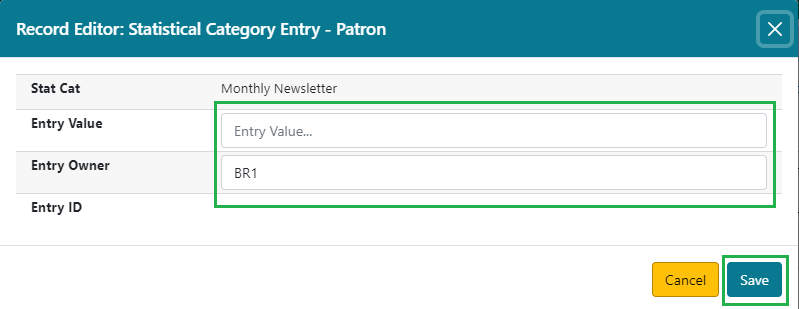 Record Editor: Statistical Category Entry - Patron
Stat Cat Monthly Newsletter
Entry Value Entry Value...
Entry Owner BR1
Entry ID
Cancel Save